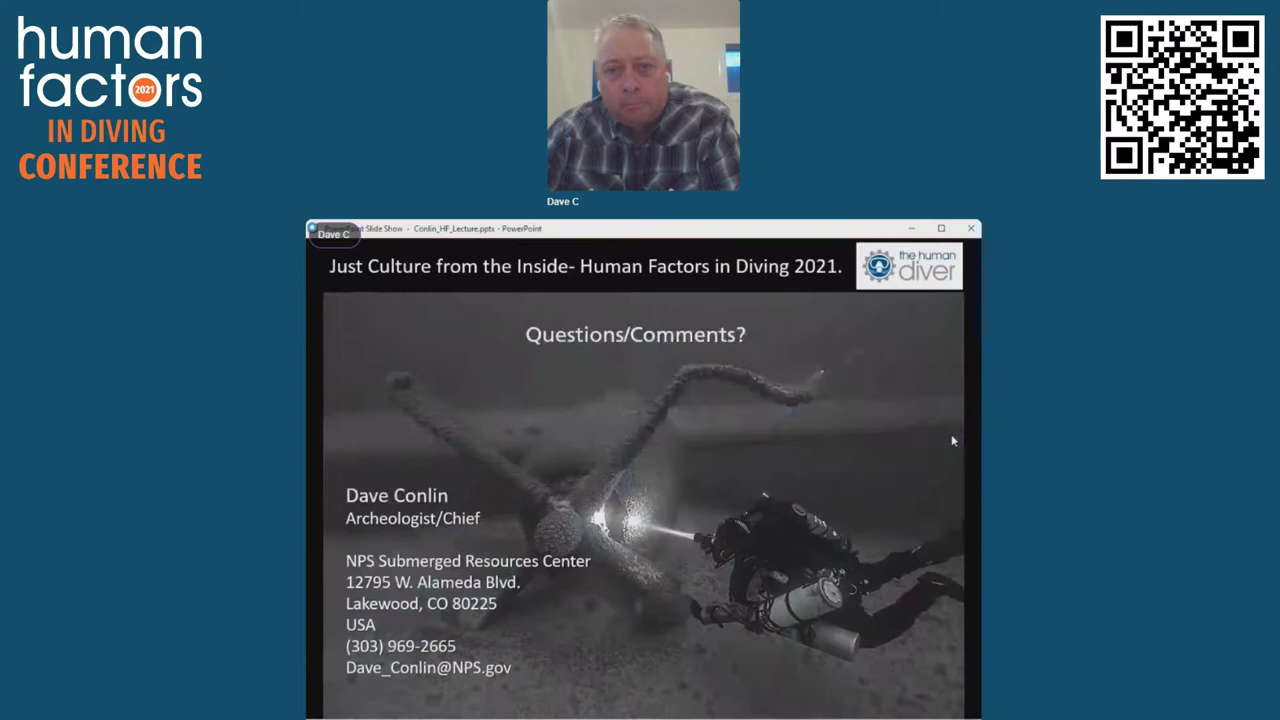 human
factors
2021
IN DIVING
CONFERENCE
Dave C
Dave C
PowerPoint Slide Show - Conlin_HF_Lecture.pptx - PowerPoint
Just Culture from the Inside- Human Factors in Diving 2021.
the human
diver
Questions/Comments?
Dave Conlin
Archeologist/Chief
NPS Submerged Resources Center
12795 W. Alameda Blvd.
Lakewood, CO 80225
USA
(303) 969-2665
Dave_Conlin@NPS.gov